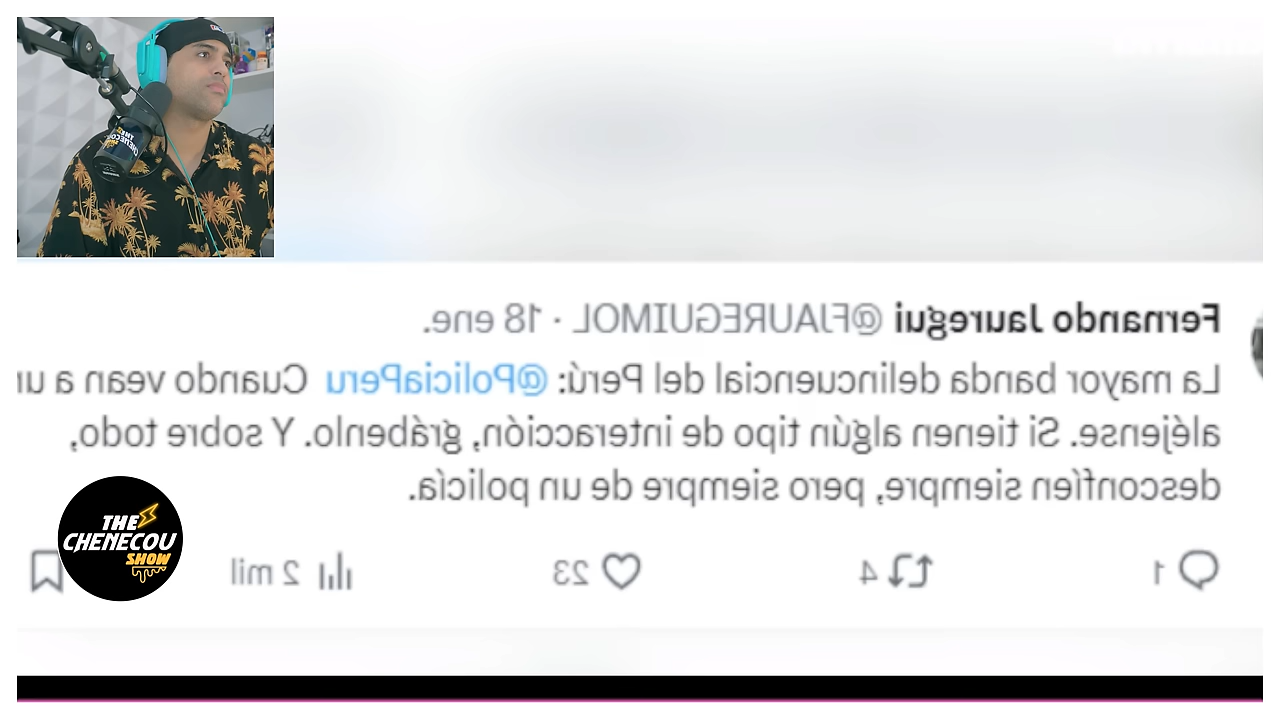 Fernando Jauregui @FJAUREGUIMOL · 18 ene.
La mayor banda delincuencial del Perú: @PoliciaPeru Cuando vean a un
aléjense. Si tienen algún tipo de interacción, grábenlo. Y sobre todo,
desconfíen siempre, pero siempre de un policía.
1 4 23 2 mil
THE
CHENECOU
SHOW